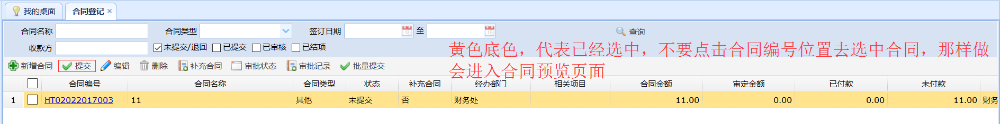 我的桌面 合同登记 ×
合同名称 合同类型 签订日期 至 查询
收款方 未提交/退回 已提交 已审核 已结项
黄色底色，代表已经选中，不要点击合同编号位置去选中合同，那样做
会进入合同预览页面
新增合同 提交 编辑 删除 补充合同 审批状态 审批记录 批量提交
合同编号 合同名称 合同类型 状态 补充合同 经办部门 相关项目 合同金额 审定金额 已付款 未付款
1 HT02022017003 11 其他 未提交 否 财务处 11.00 0.00 0.00 11.00 财务